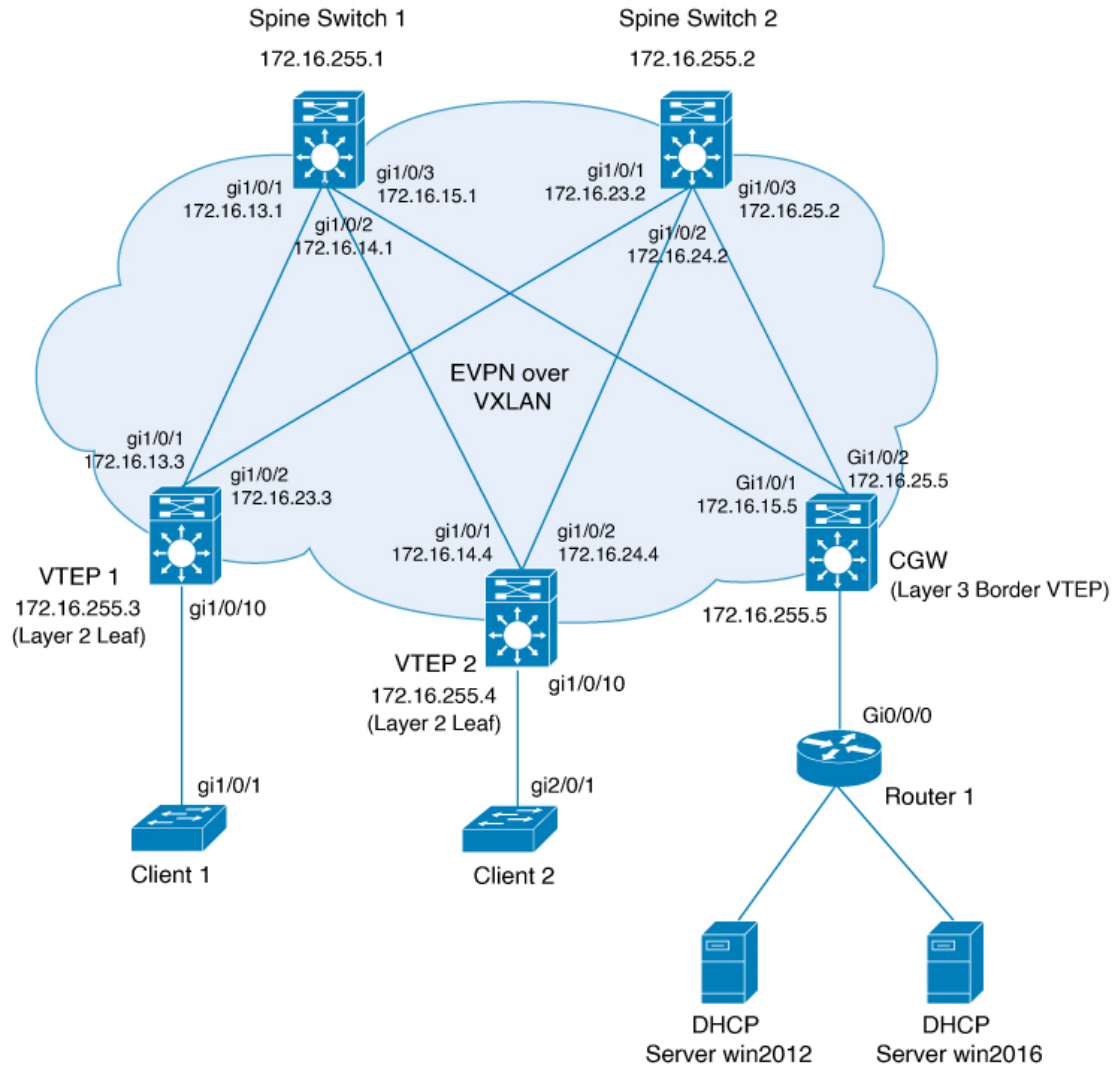 Spine Switch 1
172.16.255.1
Spine Switch 2
172.16.255.2
gi1/0/1
172.16.13.1
gi1/0/3
172.16.15.1
gi1/0/2
172.16.14.1
gi1/0/1
172.16.23.2
gi1/0/3
172.16.25.2
gi1/0/2
172.16.24.2
EVPN over
VXLAN
gi1/0/1
172.16.13.3
gi1/0/2
172.16.23.3
gi1/0/1
172.16.14.4
gi1/0/2
172.16.24.4
Gi1/0/1
172.16.15.5
Gi1/0/2
172.16.25.5
VTEP 1
172.16.255.3
(Layer 2 Leaf)
gi1/0/10
VTEP 2
172.16.255.4
(Layer 2 Leaf)
gi1/0/10
CGW
(Layer 3 Border VTEP)
172.16.255.5
Gi0/0/0
Router 1
gi1/0/1
Client 1
gi2/0/1
Client 2
DHCP
Server win2012
DHCP
Server win2016